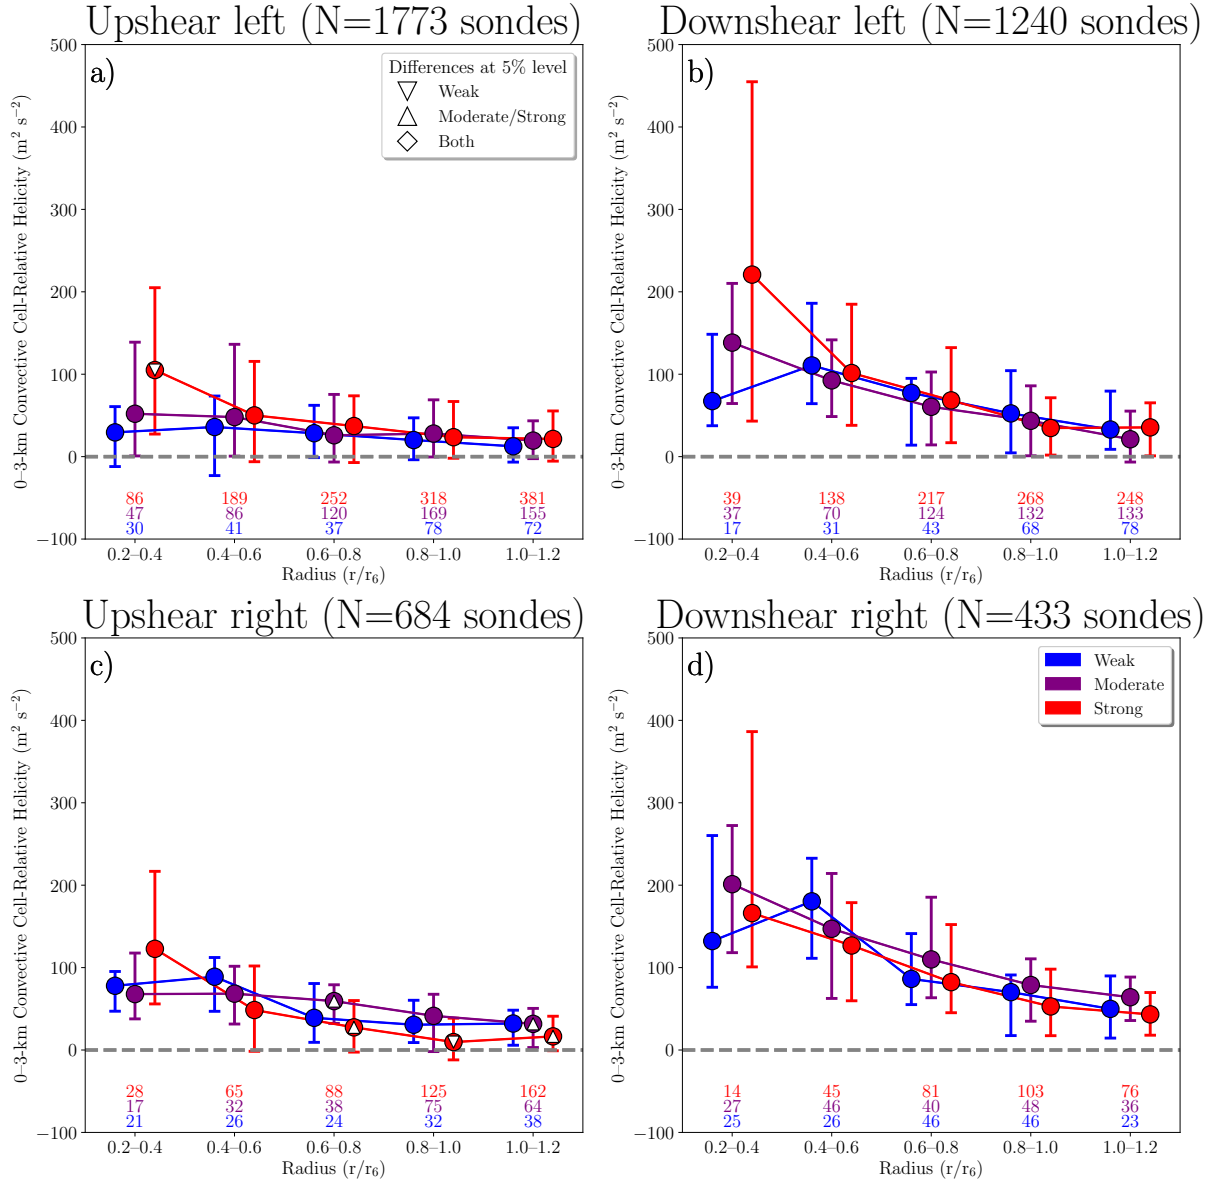 Upshear left (N=1773 sondes)
a)
Differences at 5% level
Weak
Moderate/Strong
Both
0–3-km Convective Cell-Relative Helicity (m² s⁻²)
500
400
300
200
100
0
−100
86 189 252 318 381
47 86 120 169 155
30 41 37 78 72
0.2–0.4 0.4–0.6 0.6–0.8 0.8–1.0 1.0–1.2
Radius (r/r₆)
Downshear left (N=1240 sondes)
b)
0–3-km Convective Cell-Relative Helicity (m² s⁻²)
500
400
300
200
100
0
−100
39 138 217 268 248
37 70 124 132 133
17 31 43 68 78
0.2–0.4 0.4–0.6 0.6–0.8 0.8–1.0 1.0–1.2
Radius (r/r₆)
Upshear right (N=684 sondes)
c)
0–3-km Convective Cell-Relative Helicity (m² s⁻²)
500
400
300
200
100
0
−100
28 65 88 125 162
17 32 38 75 64
21 26 24 32 38
0.2–0.4 0.4–0.6 0.6–0.8 0.8–1.0 1.0–1.2
Radius (r/r₆)
Downshear right (N=433 sondes)
d)
Weak
Moderate
Strong
0–3-km Convective Cell-Relative Helicity (m² s⁻²)
500
400
300
200
100
0
−100
14 45 81 103 76
27 46 40 48 36
25 26 46 46 23
0.2–0.4 0.4–0.6 0.6–0.8 0.8–1.0 1.0–1.2
Radius (r/r₆)